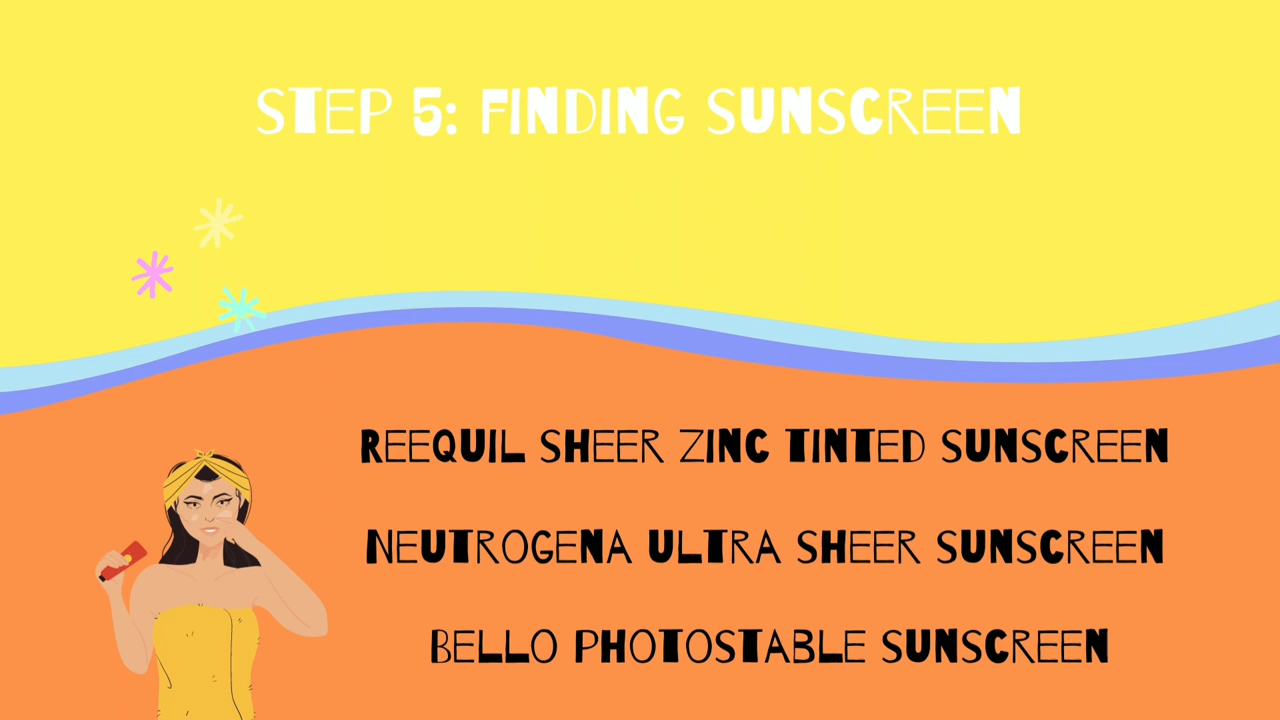 STEP 5: FINDING SUNSCREEN
REEQUIL SHEER ZINC TINTED SUNSCREEN
NEUTROGENA ULTRA SHEER SUNSCREEN
BELLO PHOTOSTABLE SUNSCREEN